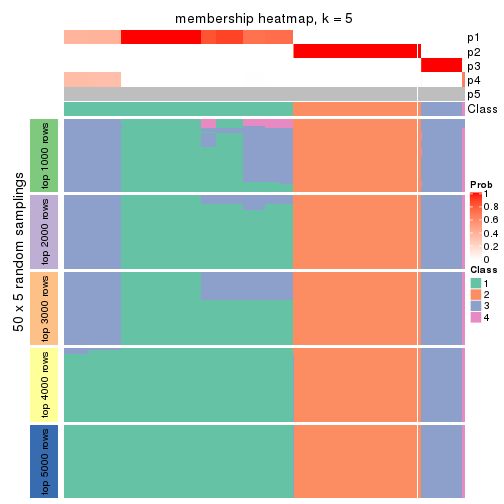 membership heatmap, k = 5
p1
p2
p3
p4
p5
Class
50 x 5 random samplings
top 1000 rows
top 2000 rows
top 3000 rows
top 4000 rows
top 5000 rows
Prob
1
0.8
0.6
0.4
0.2
0
Class
1
2
3
4